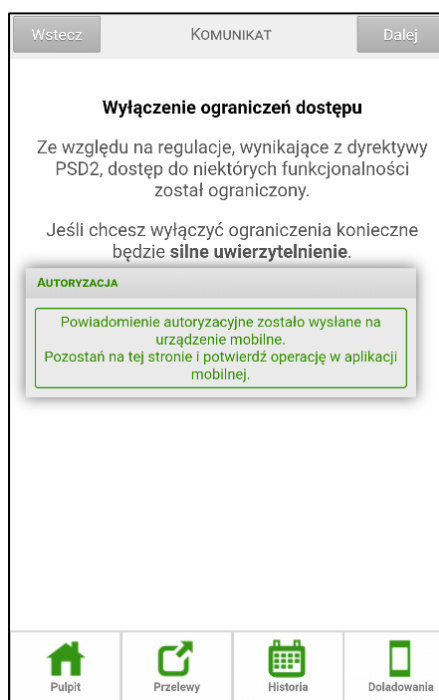 Wstecz
Komunikat
Dalej
Wyłączenie ograniczeń dostępu
Ze względu na regulacje, wynikające z dyrektywy
PSD2, dostęp do niektórych funkcjonalności
został ograniczony.
Jeśli chcesz wyłączyć ograniczenia konieczne
będzie silne uwierzytelnienie.
Autoryzacja
Powiadomienie autoryzacyjne zostało wysłane na
urządzenie mobilne.
Pozostań na tej stronie i potwierdź operację w aplikacji
mobilnej.
Pulpit
Przelewy
Historia
Doladowania